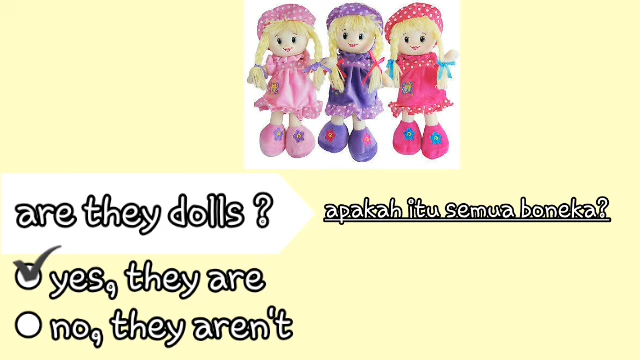 are they dolls ?
apakah itu semua boneka?
yes, they are
no, they aren't